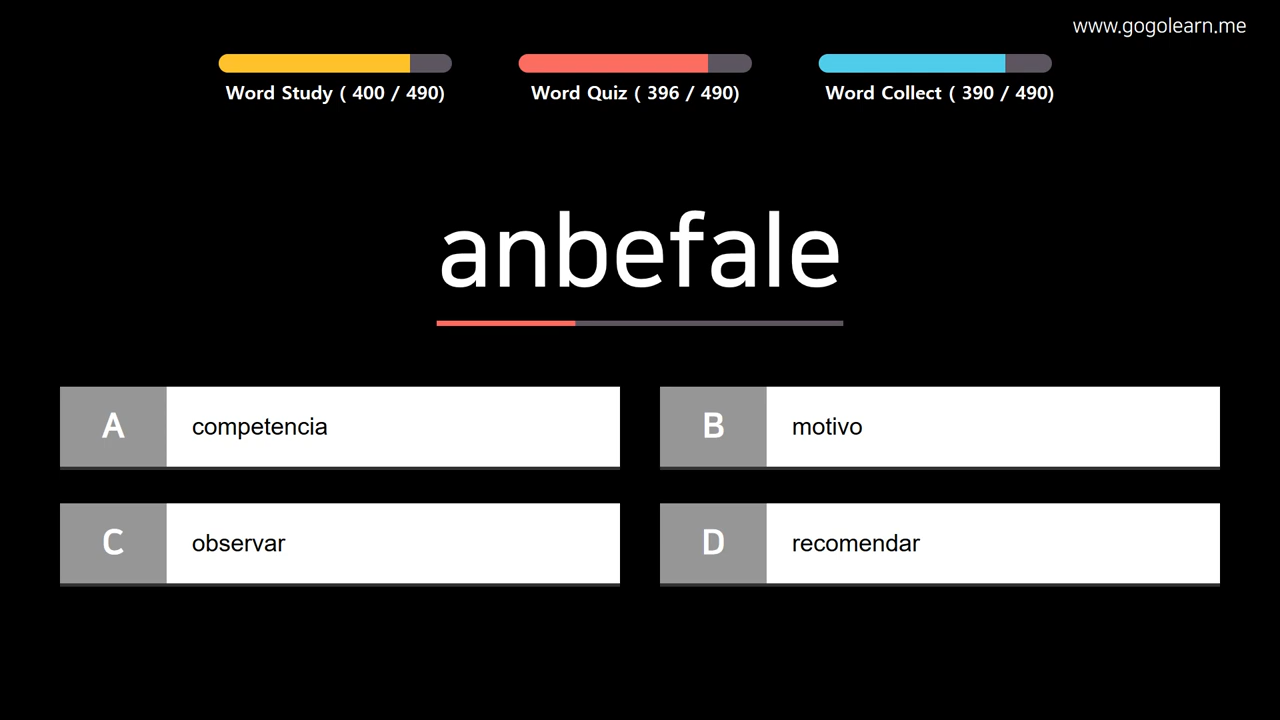 www.gogolearn.me
Word Study ( 400 / 490)
Word Quiz ( 396 / 490)
Word Collect ( 390 / 490)
anbefale
A competencia
B motivo
C observar
D recomendar